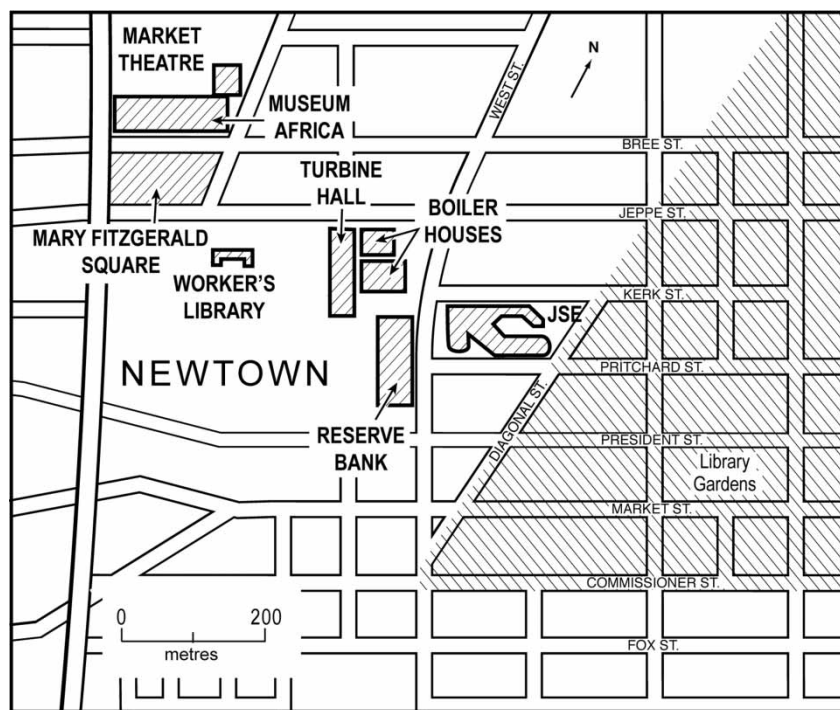 MARKET
THEATRE
N
WEST ST.
MUSEUM
AFRICA
BREE ST.
TURBINE
HALL
BOILER
HOUSES
JEPPE ST.
MARY FITZGERALD
SQUARE
WORKER'S
LIBRARY
KERK ST.
JSE
NEWTOWN
PRITCHARD ST.
DIAGONAL ST.
RESERVE
BANK
PRESIDENT ST.
Library
Gardens
MARKET ST.
COMMISSIONER ST.
0 200
metres
FOX ST.